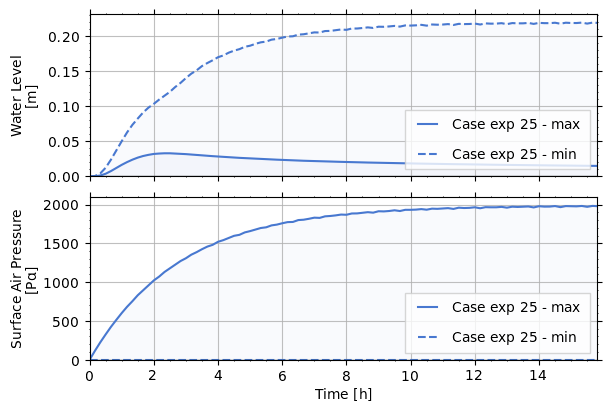 0.20
0.15
0.10
0.05
0.00
Water Level
[m]
Case exp 25 - max
Case exp 25 - min
2000
1500
1000
500
0
Surface Air Pressure
[Pa]
Case exp 25 - max
Case exp 25 - min
0 2 4 6 8 10 12 14
Time [h]